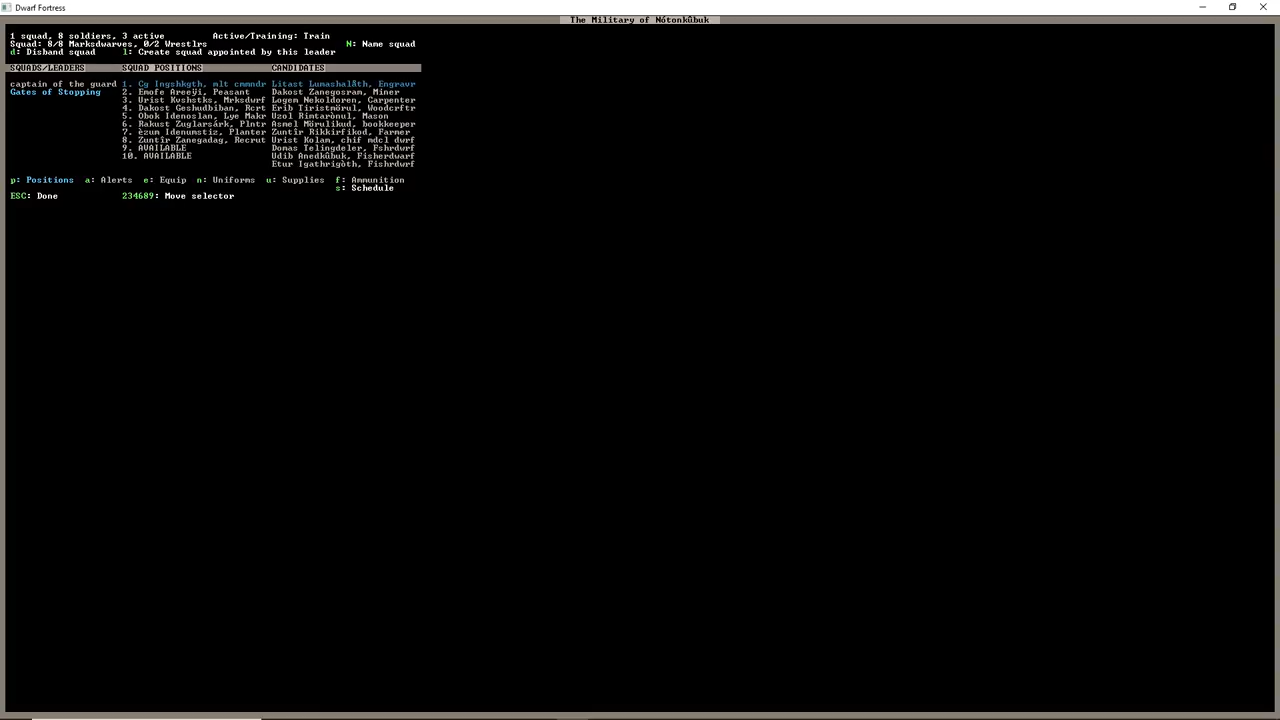 Dwarf Fortress
The Military of Nôtonkûbuk
1 squad, 8 soldiers, 3 active Active/Training: Train
Squad: 8/8 Marksdwarves, 0/2 Wrestlrs N: Name squad
d: Disband squad l: Create squad appointed by this leader
SQUADS/LEADERS SQUAD POSITIONS CANDIDATES
captain of the guard 1. Cg Ingshkgth, mlt cmmndr Litast Lumashalåth, Engravr
Gates of Stopping 2. Emofe Areeÿi, Peasant Dakost Zanegosram, Miner
3. Urist Kvshstks, Mrksdwrf Logem Nekoldoren, Carpenter
4. Dakost Geshudbiban, Rcrt Erib Tiristmörul, Woodcrftr
5. Obok Idenoslan, Lye Makr Uzol Rimtarònul, Mason
6. Rakust Zuglarsárk, Plntr Asmel Mörulikud, bookkeeper
7. èzum Idenumstiz, Planter Zuntîr Rikkirfikod, Farmer
8. Zuntîr Zanegadag, Recrut Urist Kolam, chif mdcl dwrf
9. AVAILABLE Domas Telingdeler, Fshrdwrf
10. AVAILABLE Udib Anedkûbuk, Fisherdwarf
Etur Igathrigòth, Fishrdwrf
p: Positions a: Alerts e: Equip n: Uniforms u: Supplies f: Ammunition
s: Schedule
ESC: Done 234689: Move selector